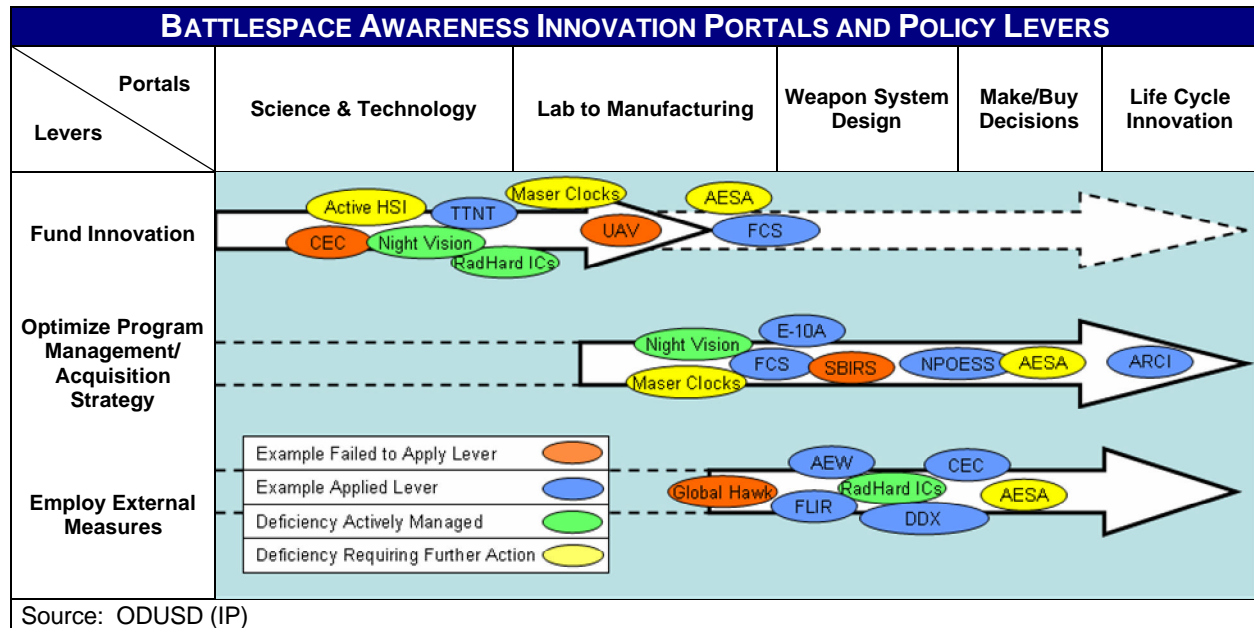 BATTLESPACE AWARENESS INNOVATION PORTALS AND POLICY LEVERS
Portals
Levers
Science & Technology
Lab to Manufacturing
Weapon System
Design
Make/Buy
Decisions
Life Cycle
Innovation
Fund Innovation
Active HSI
TTNT
Maser Clocks
AESA
CEC
Night Vision
RadHard ICs
UAV
FCS
Optimize Program
Management/
Acquisition
Strategy
E-10A
Night Vision
FCS
SBIRS
NPOESS
AESA
ARCI
Maser Clocks
Employ External
Measures
Example Failed to Apply Lever
Example Applied Lever
Deficiency Actively Managed
Deficiency Requiring Further Action
AEW
CEC
Global Hawk
RadHard ICs
AESA
FLIR
DDX
Source: ODUSD (IP)